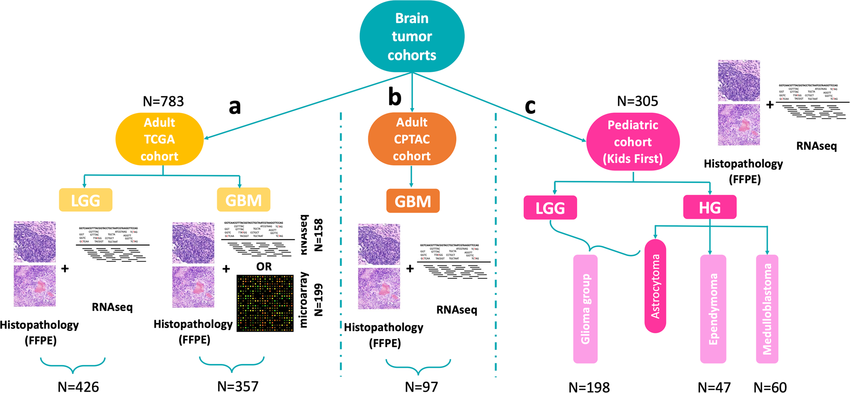 Brain
tumor
cohorts
a
b
c
N=783
Adult
TCGA
cohort
LGG
GBM
+
RNAseq
Histopathology
(FFPE)
N=426
+
RNAseq
N=158
OR
microarray
N=199
Histopathology
(FFPE)
N=357
Adult
CPTAC
cohort
GBM
+
RNAseq
Histopathology
(FFPE)
N=97
N=305
Pediatric
cohort
(Kids First)
+
RNAseq
Histopathology
(FFPE)
LGG
HG
Glioma group
Astrocytoma
Ependymoma
Medulloblastoma
N=198
N=47
N=60